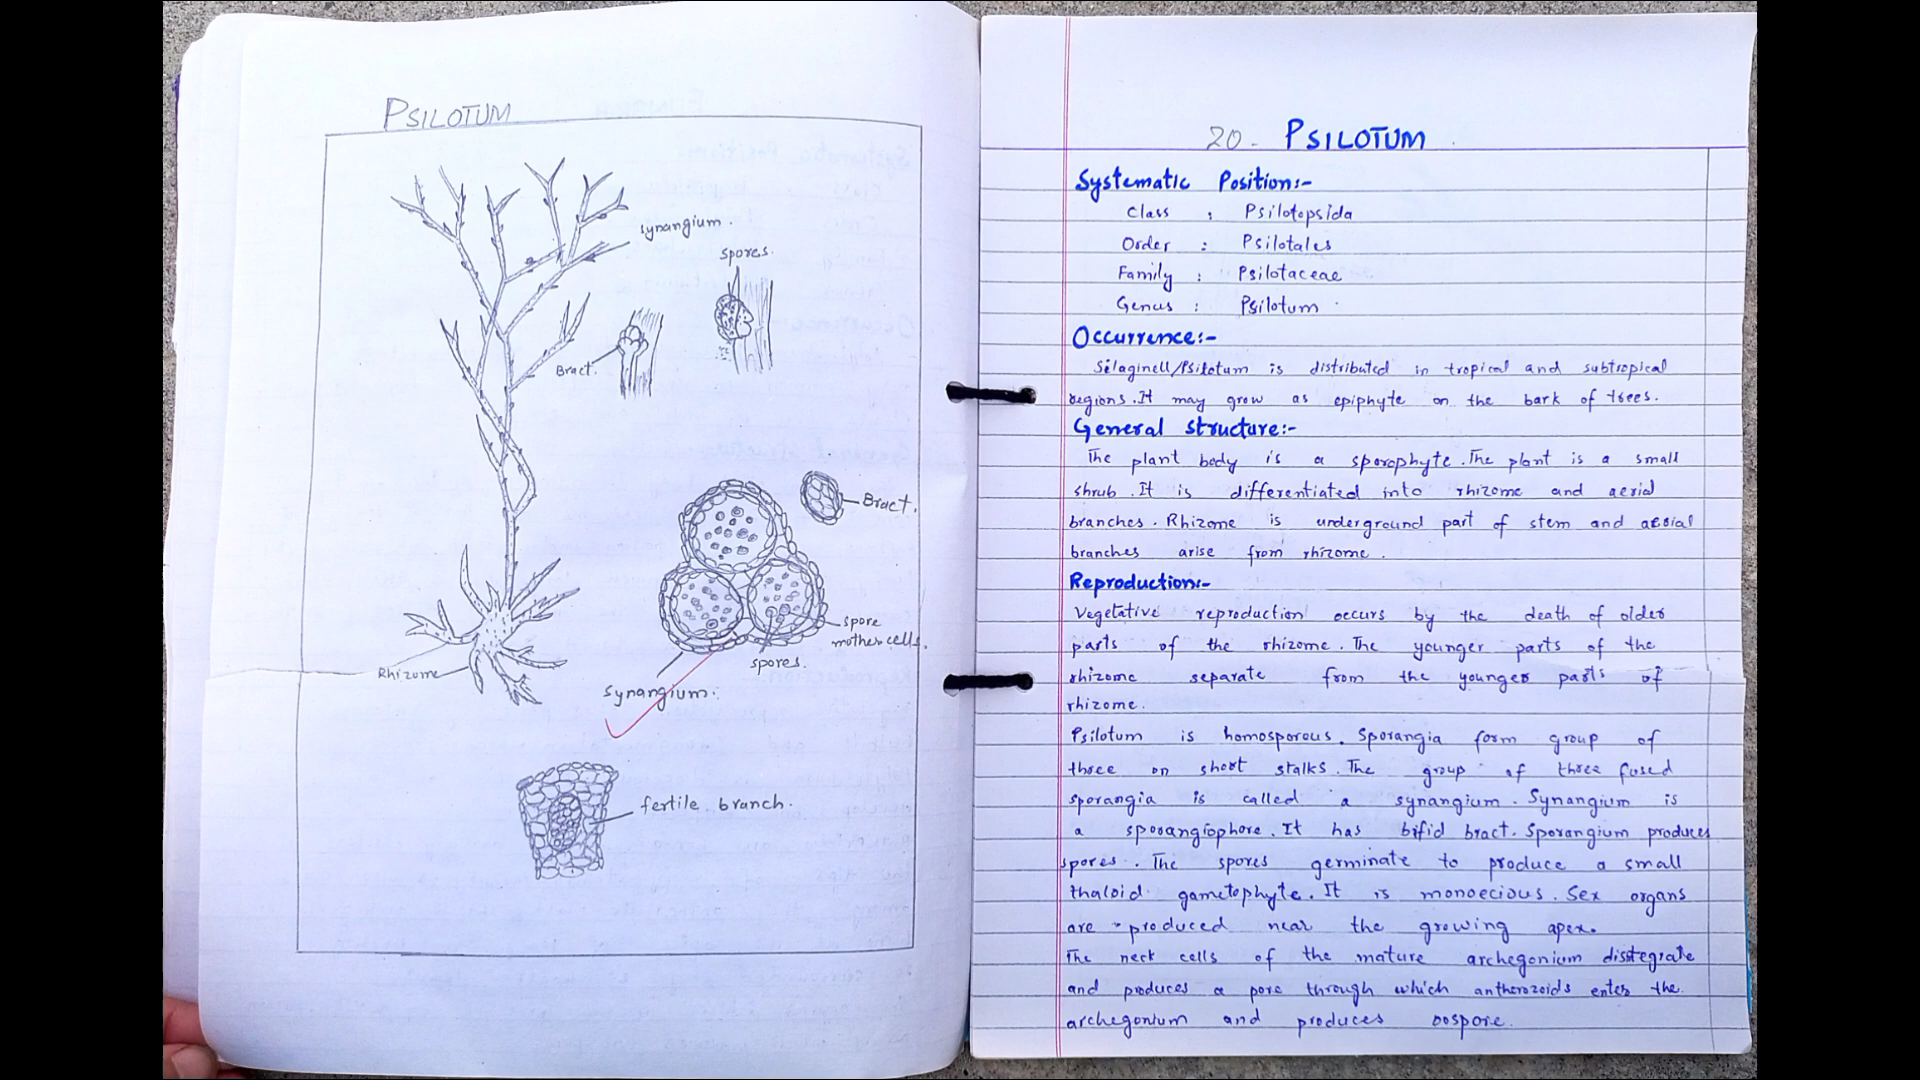 PSILOTUM
synangium.
spores.
Bract.
Bract.
spore
mother cells.
spores.
Rhizome
Synangium.
fertile branch.
20 - PSILOTUM
Systematic Position:-
Class : Psilotopsida
Order : Psilotales
Family : Psilotaceae
Genus : Psilotum
Occurrence:-
Silaginell/Psilotum is distributed in tropical and subtropical
regions. It may grow as epiphyte on the bark of trees.
General structure:-
The plant body is a sporophyte. The plant is a small
shrub. It is differentiated into rhizome and aerial
branches. Rhizome is underground part of stem and aerial
branches arise from rhizome.
Reproduction:-
Vegetative reproduction occurs by the death of older
parts of the rhizome. The younger parts of the
rhizome separate from the younger parts of
rhizome.
Psilotum is homosporous. Sporangia form group of
three on short stalks. The group of three fused
sporangia is called a synangium. Synangium is
a sporangiophore. It has bifid bract. Sporangium produces
spores. The spores germinate to produce a small
thaloid gametophyte. It is monoecious. Sex organs
are produced near the growing apex.
The neck cells of the mature archegonium disstegrate
and produces a pore through which antherozoids enter the
archegonium and produces oospore.